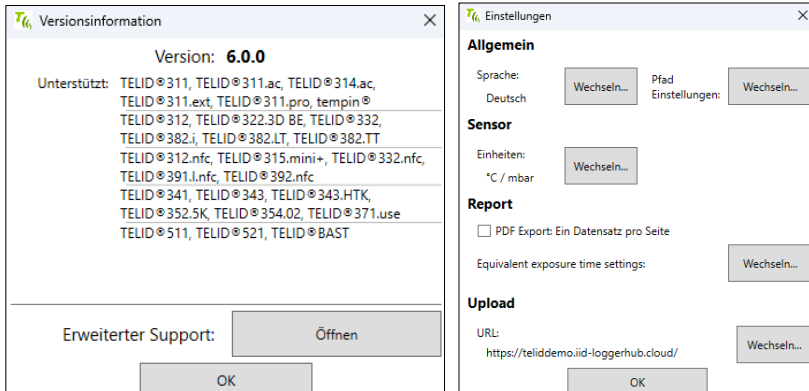 Versionsinformation
Version: 6.0.0
Unterstützt: TELID®311, TELID®311.ac, TELID®314.ac,
TELID®311.ext, TELID®311.pro, tempin®
TELID®312, TELID®322.3D BE, TELID®332,
TELID®382.i, TELID®382.LT, TELID®382.TT
TELID®312.nfc, TELID®315.mini+, TELID®332.nfc,
TELID®391.l.nfc, TELID®392.nfc
TELID®341, TELID®343, TELID®343.HTK,
TELID®352.5K, TELID®354.02, TELID®371.use
TELID®511, TELID®521, TELID®BAST
Erweiterter Support: Öffnen
OK
Einstellungen
Allgemein
Sprache:
Deutsch
Wechseln...
Pfad
Einstellungen:
Wechseln...
Sensor
Einheiten:
°C / mbar
Wechseln...
Report
PDF Export: Ein Datensatz pro Seite
Equivalent exposure time settings: Wechseln...
Upload
URL:
https://teliddemo.iid-loggerhub.cloud/
Wechseln...
OK